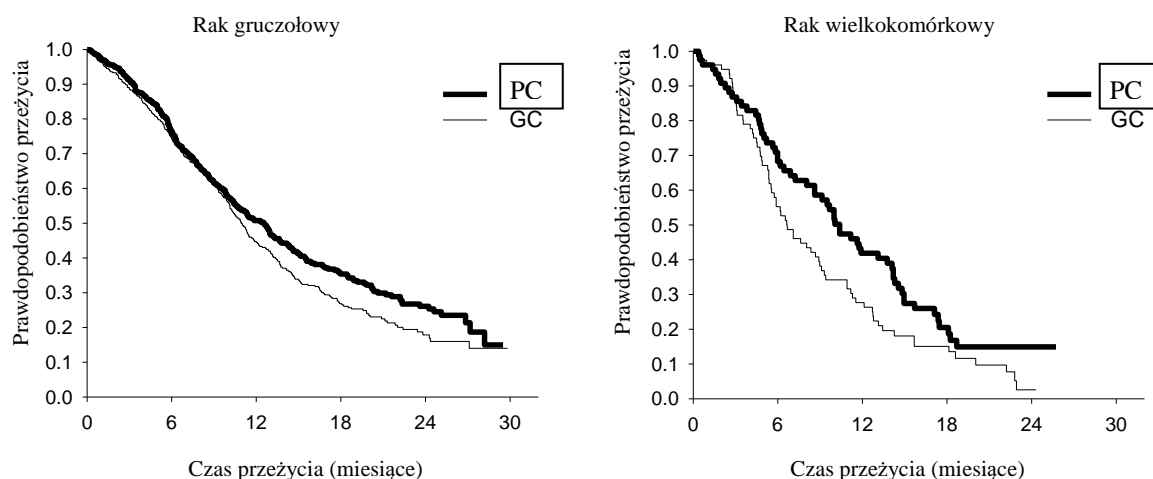 Rak gruczołowy
Prawdopodobieństwo przeżycia
1.0
0.9
0.8
0.7
0.6
0.5
0.4
0.3
0.2
0.1
0.0
PC
GC
0 6 12 18 24 30
Czas przeżycia (miesiące)
Rak wielkokomórkowy
Prawdopodobieństwo przeżycia
1.0
0.9
0.8
0.7
0.6
0.5
0.4
0.3
0.2
0.1
0.0
PC
GC
0 6 12 18 24 30
Czas przeżycia (miesiące)